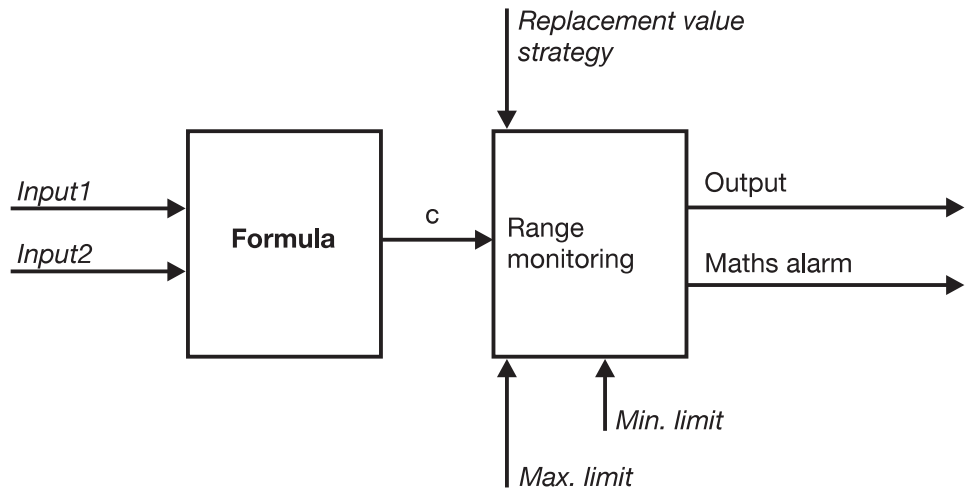 Replacement value
strategy
Input1
Input2
Formula
c
Range
monitoring
Output
Maths alarm
Min. limit
Max. limit